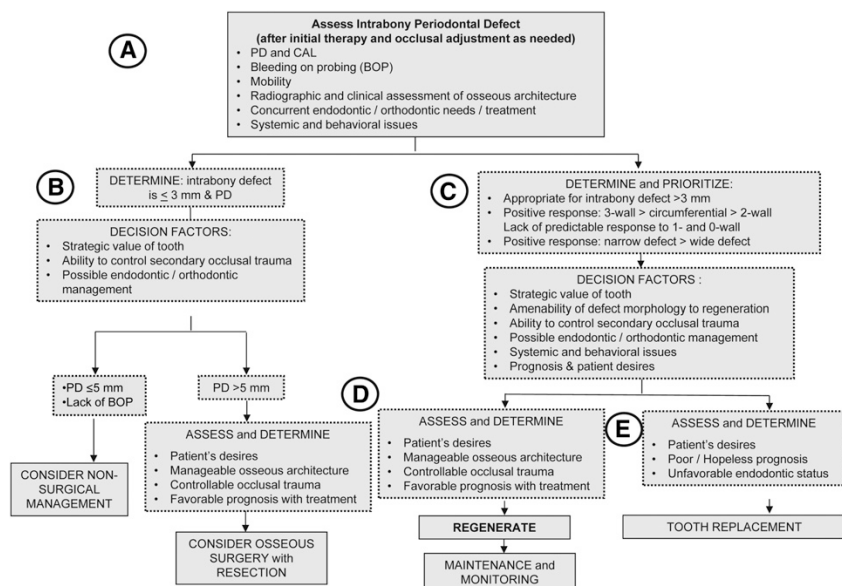 A
Assess Intrabony Periodontal Defect
(after initial therapy and occlusal adjustment as needed)
• PD and CAL
• Bleeding on probing (BOP)
• Mobility
• Radiographic and clinical assessment of osseous architecture
• Concurrent endodontic / orthodontic needs / treatment
• Systemic and behavioral issues
B
DETERMINE: intrabony defect
is ≤ 3 mm & PD
DECISION FACTORS:
• Strategic value of tooth
• Ability to control secondary occlusal trauma
• Possible endodontic / orthodontic
management
•PD ≤5 mm
•Lack of BOP
CONSIDER NON-
SURGICAL
MANAGEMENT
PD >5 mm
ASSESS and DETERMINE
• Patient's desires
• Manageable osseous architecture
• Controllable occlusal trauma
• Favorable prognosis with treatment
CONSIDER OSSEOUS
SURGERY with
RESECTION
C
DETERMINE and PRIORITIZE:
• Appropriate for intrabony defect >3 mm
• Positive response: 3-wall > circumferential > 2-wall
Lack of predictable response to 1- and 0-wall
• Positive response: narrow defect > wide defect
DECISION FACTORS :
• Strategic value of tooth
• Amenability of defect morphology to regeneration
• Ability to control secondary occlusal trauma
• Possible endodontic / orthodontic management
• Systemic and behavioral issues
• Prognosis & patient desires
D
ASSESS and DETERMINE
• Patient's desires
• Manageable osseous architecture
• Controllable occlusal trauma
• Favorable prognosis with treatment
REGENERATE
MAINTENANCE and
MONITORING
E
ASSESS and DETERMINE
• Patient's desires
• Poor / Hopeless prognosis
• Unfavorable endodontic status
TOOTH REPLACEMENT